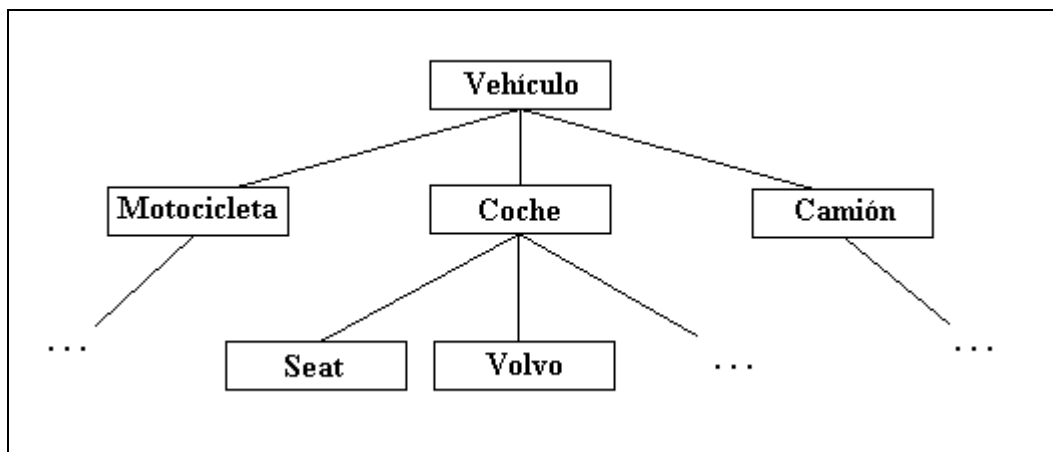 Vehículo
Motocicleta
Coche
Camión
...
Seat
Volvo
...
...